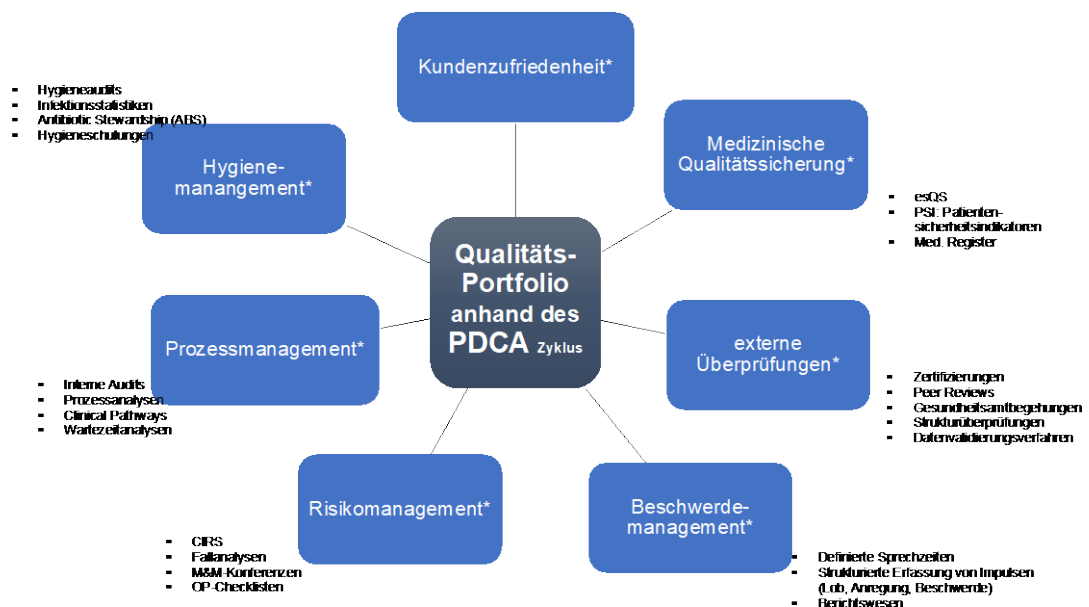 Kundenzufriedenheit*
Medizinische
Qualitätssicherung*
▪ esQS
▪ PSI: Patienten-
sicherheitsindikatoren
▪ Med. Register
externe
Überprüfungen*
▪ Zertifizierungen
▪ Peer Reviews
▪ Gesundheitsamtbegehungen
▪ Strukturüberprüfungen
▪ Datenvalidierungsverfahren
Beschwerde-
management*
▪ Definierte Sprechzeiten
▪ Strukturierte Erfassung von Impulsen
(Lob, Anregung, Beschwerde)
▪ Berichtswesen
Risikomanagement*
▪ CIRS
▪ Fallanalysen
▪ M&M-Konferenzen
▪ OP-Checklisten
Prozessmanagement*
▪ Interne Audits
▪ Prozessanalysen
▪ Clinical Pathways
▪ Wartezeitanalysen
▪ Hygieneaudits
▪ Infektionsstatistiken
▪ Antibiotic Stewardship (ABS)
▪ Hygieneschulungen
Hygiene-
manangement*
Qualitäts-
Portfolio
anhand des
PDCA Zyklus